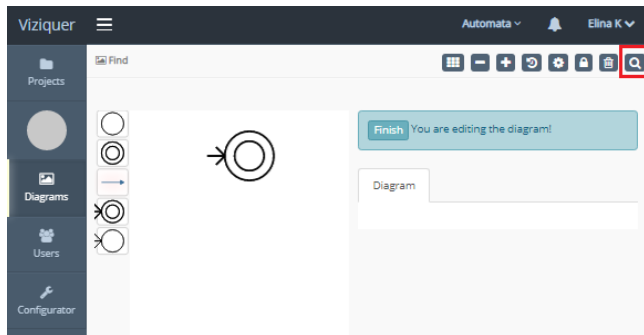 Viziquer
Automata
Elina K
Projects
Find
Finish You are editing the diagram!
Diagram
Diagrams
Users
Configurator